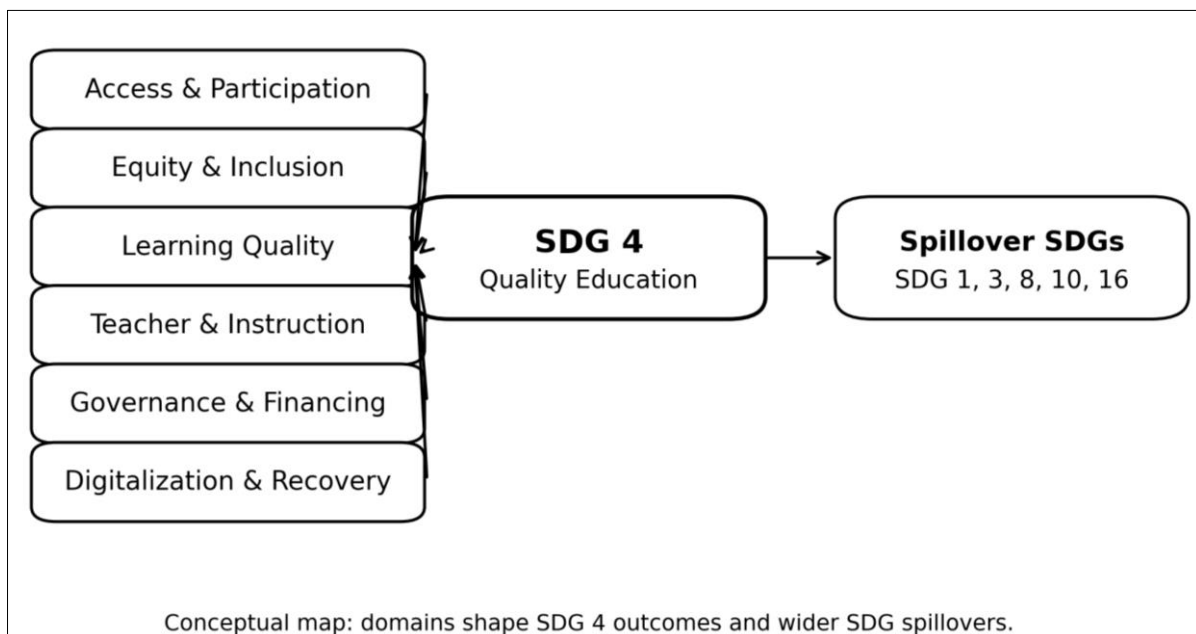 Access & Participation
Equity & Inclusion
Learning Quality
Teacher & Instruction
Governance & Financing
Digitalization & Recovery
SDG 4
Quality Education
Spillover SDGs
SDG 1, 3, 8, 10, 16
Conceptual map: domains shape SDG 4 outcomes and wider SDG spillovers.